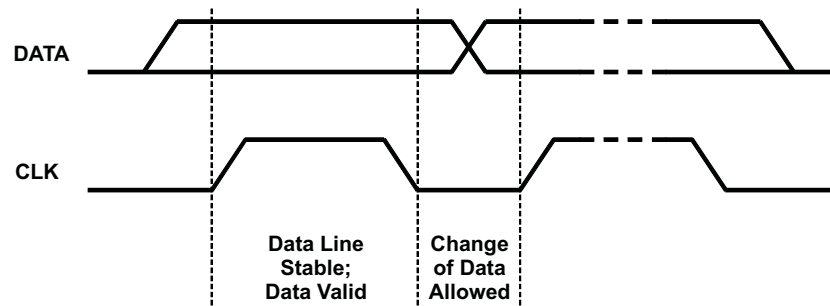 DATA
CLK
Data Line
Stable;
Data Valid
Change
of Data
Allowed